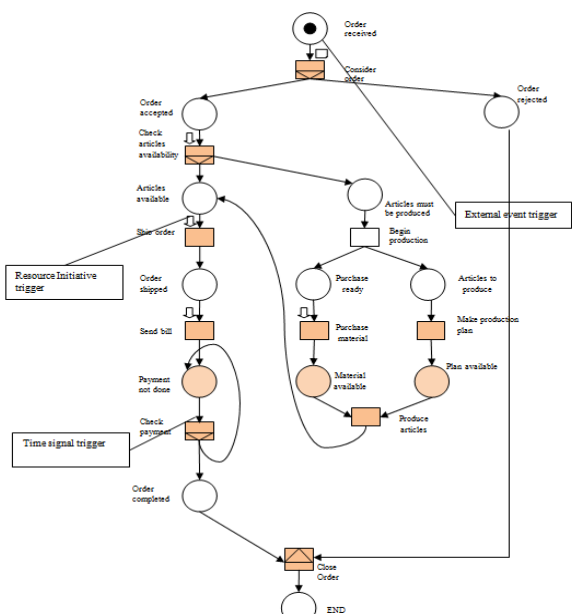 Order
received
Consider
order
Order
accepted
Order
rejected
Check
articles
availability
Articles
available
Articles must
be produced
External event trigger
Ship order
Begin
production
Resource Initiative
trigger
Order
shipped
Purchase
ready
Articles to
produce
Send bill
Purchase
material
Make production
plan
Payment
not done
Material
available
Plan available
Check
payment
Produce
articles
Time signal trigger
Order
completed
Close
Order
END